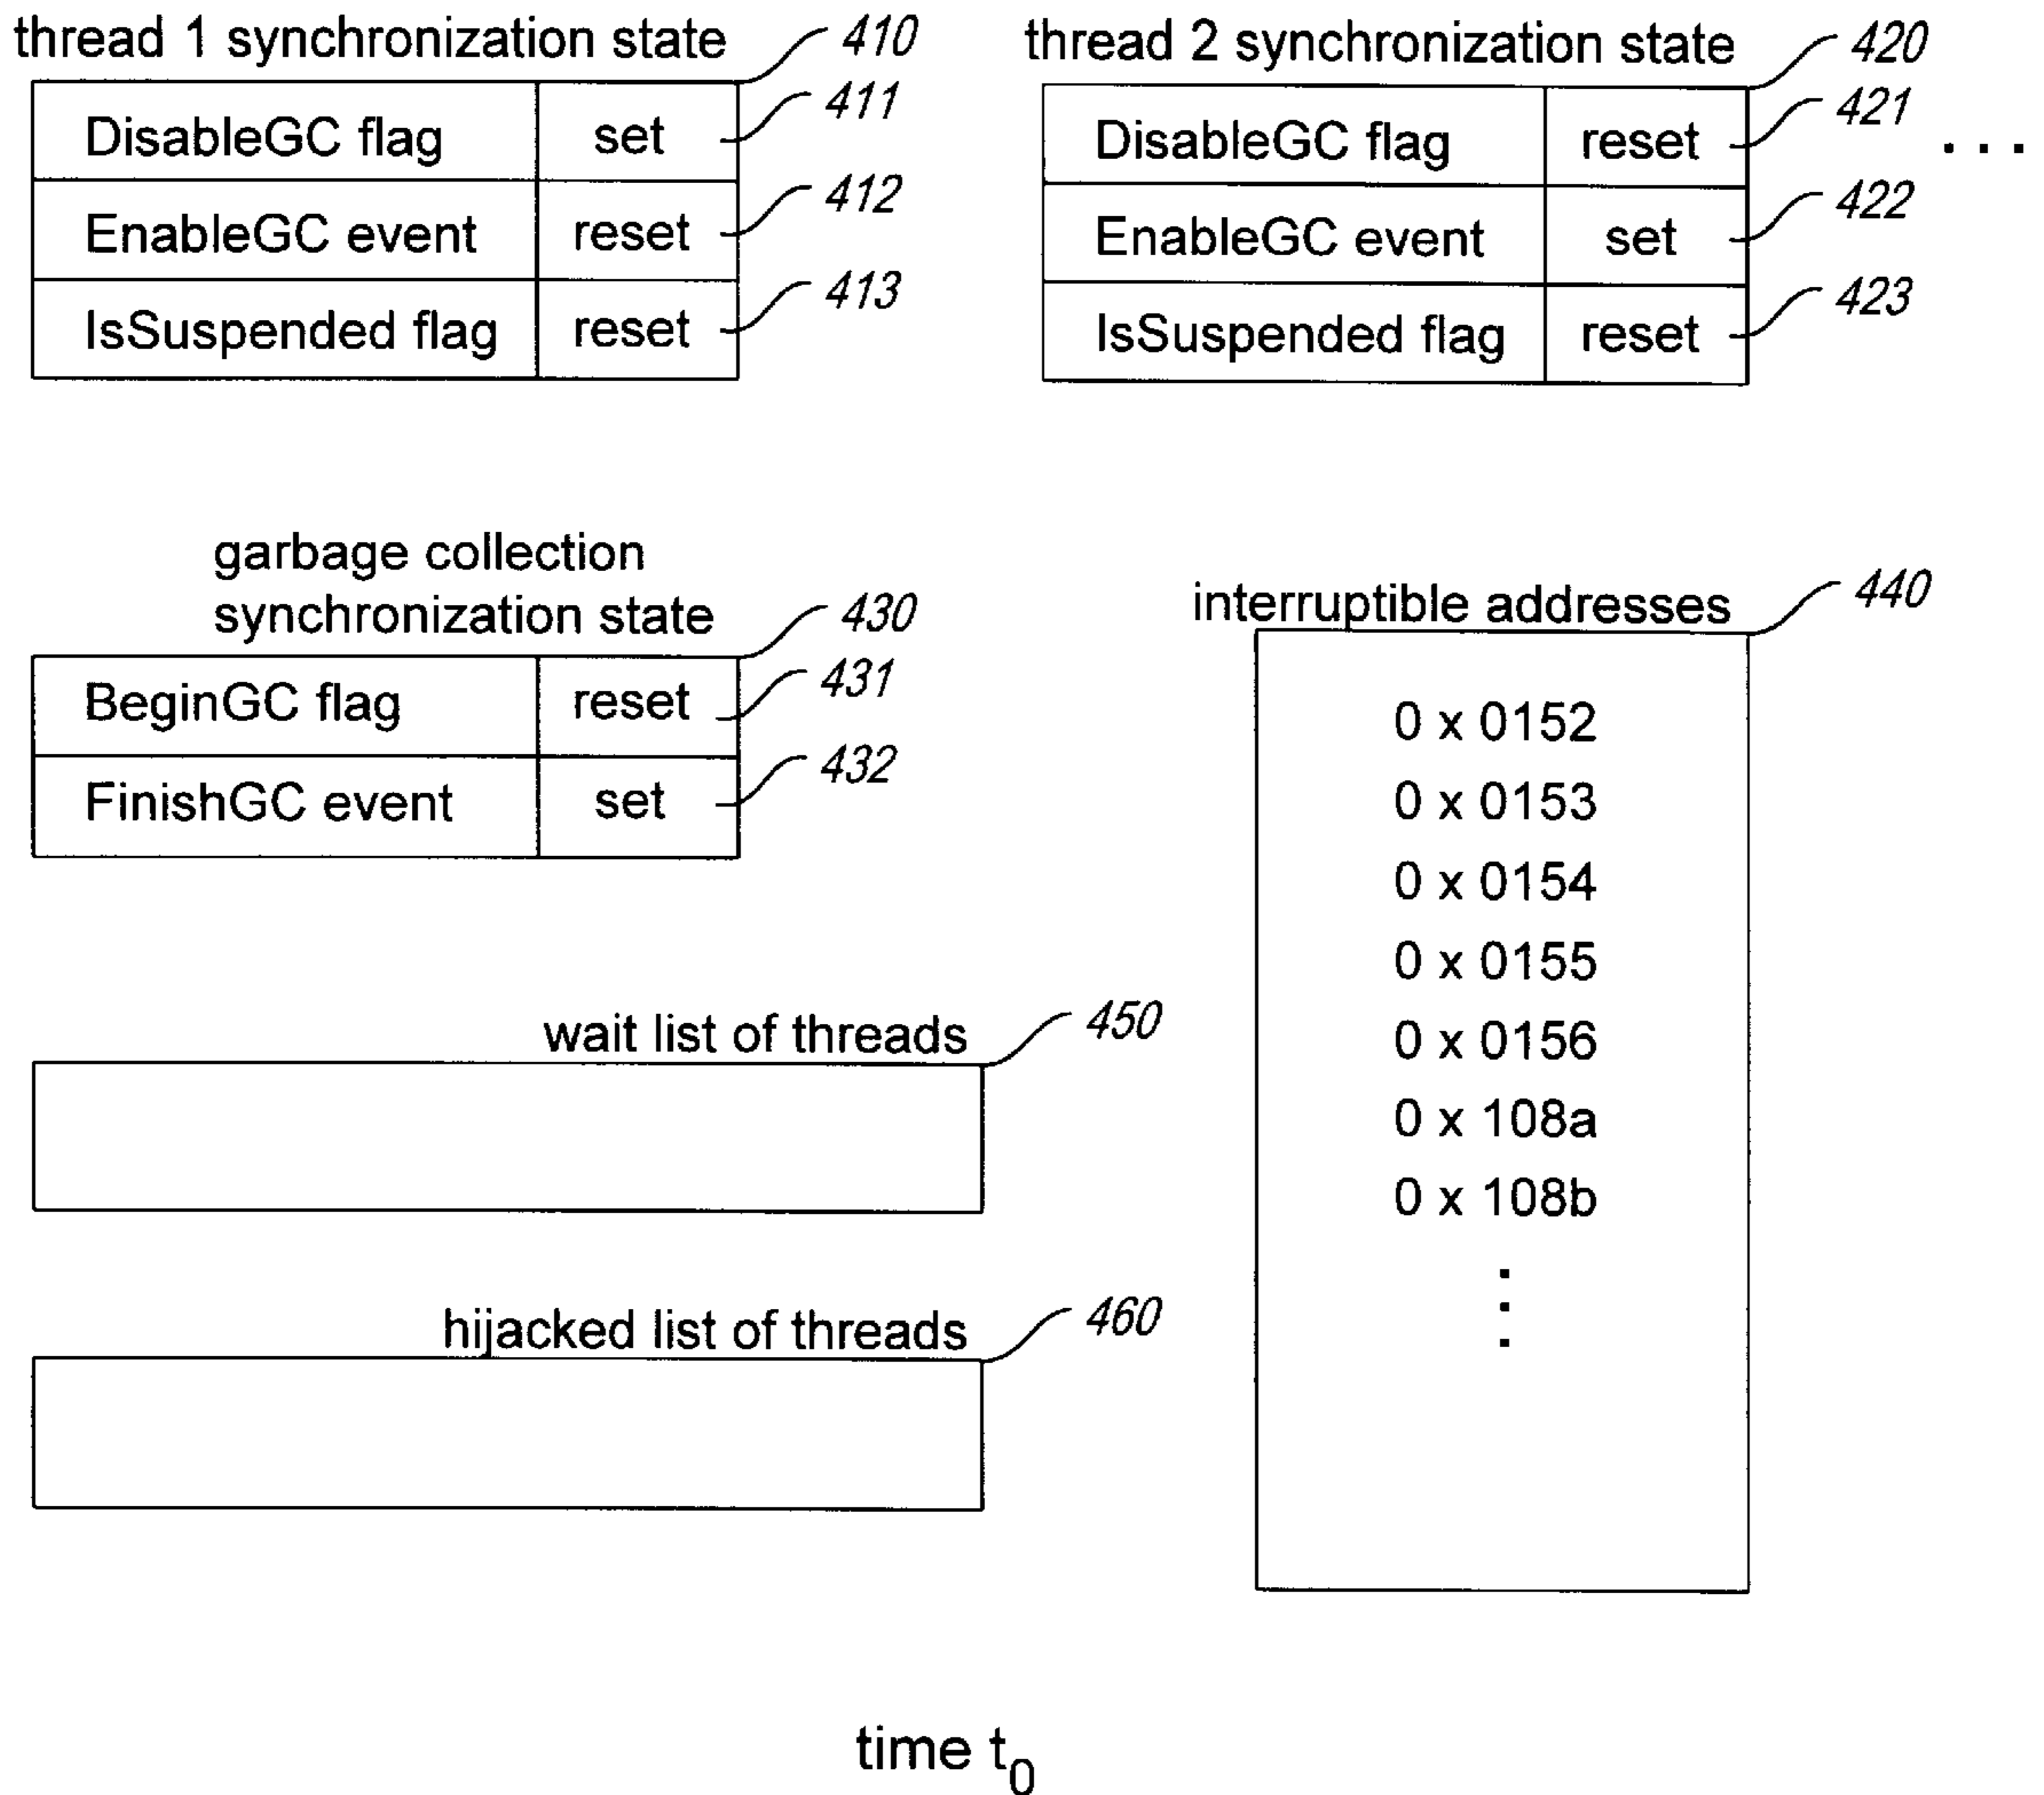 thread 1 synchronization state 410
DisableGC flag set 411
EnableGC event reset 412
IsSuspended flag reset 413
thread 2 synchronization state 420
DisableGC flag reset 421
EnableGC event set 422
IsSuspended flag reset 423
. . .
garbage collection
synchronization state 430
BeginGC flag reset 431
FinishGC event set 432
interruptible addresses 440
0 x 0152
0 x 0153
0 x 0154
0 x 0155
0 x 0156
0 x 108a
0 x 108b
.
.
.
wait list of threads 450
hijacked list of threads 460
time t0